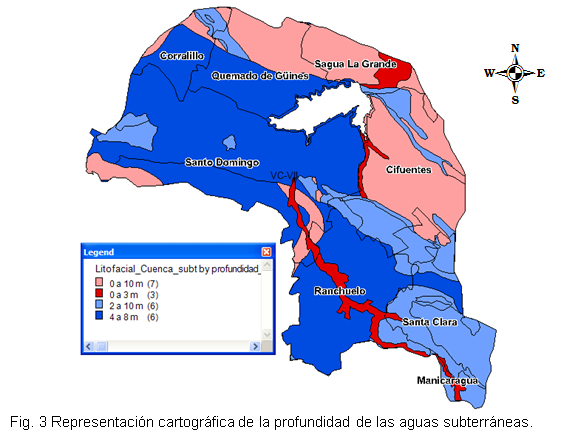 Corralillo
Sagua La Grande
Quemado de Güines
N
W E
S
Santo Domingo
VC-VII
Cifuentes
Legend
Litofacial_Cuenca_subt by profundidad_
0 a 10 m (7)
0 a 3 m (3)
2 a 10 m (6)
4 a 8 m (6)
Ranchuelo
Santa Clara
Manicaragua
Fig. 3 Representación cartográfica de la profundidad de las aguas subterráneas.